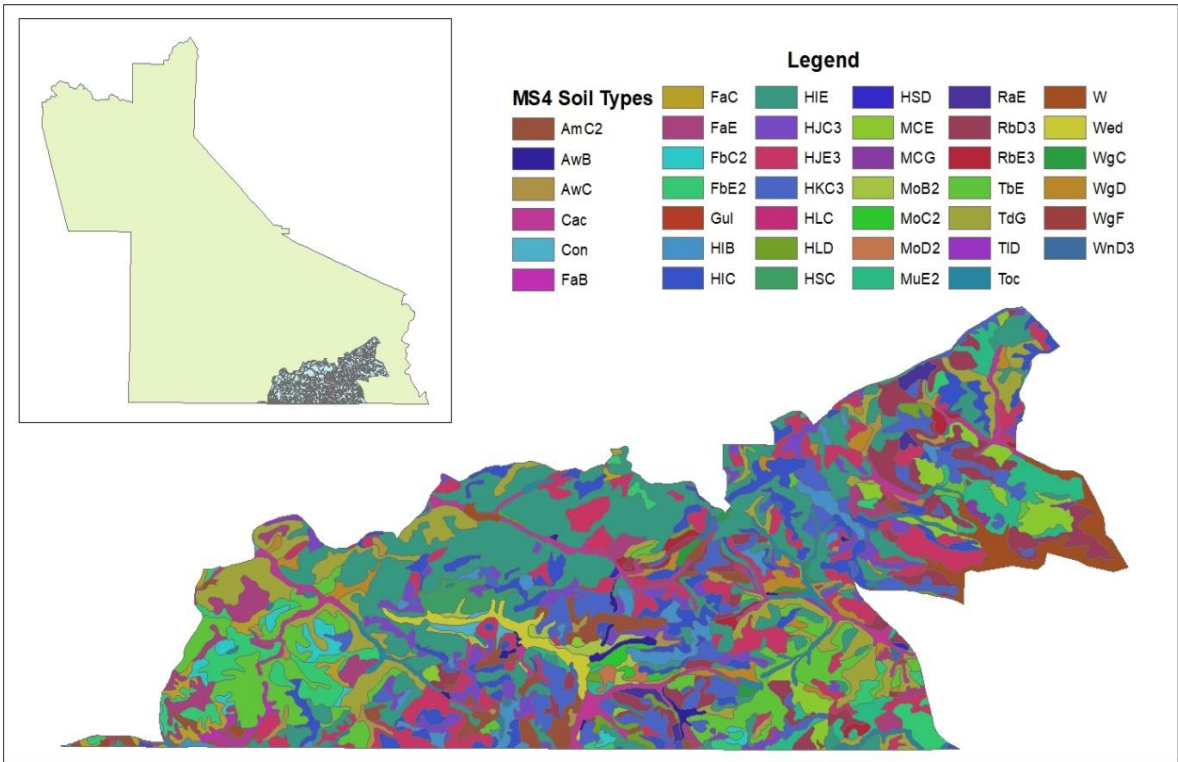 Legend
MS4 Soil Types
AmC2
AwB
AwC
Cac
Con
FaB
FaC
FaE
FbC2
FbE2
Gul
HIB
HIC
HIE
HJC3
HJE3
HKC3
HLC
HLD
HSC
HSD
MCE
MCG
MoB2
MoC2
MoD2
MuE2
RaE
RbD3
RbE3
TbE
TdG
TlD
Toc
W
Wed
WgC
WgD
WgF
WnD3